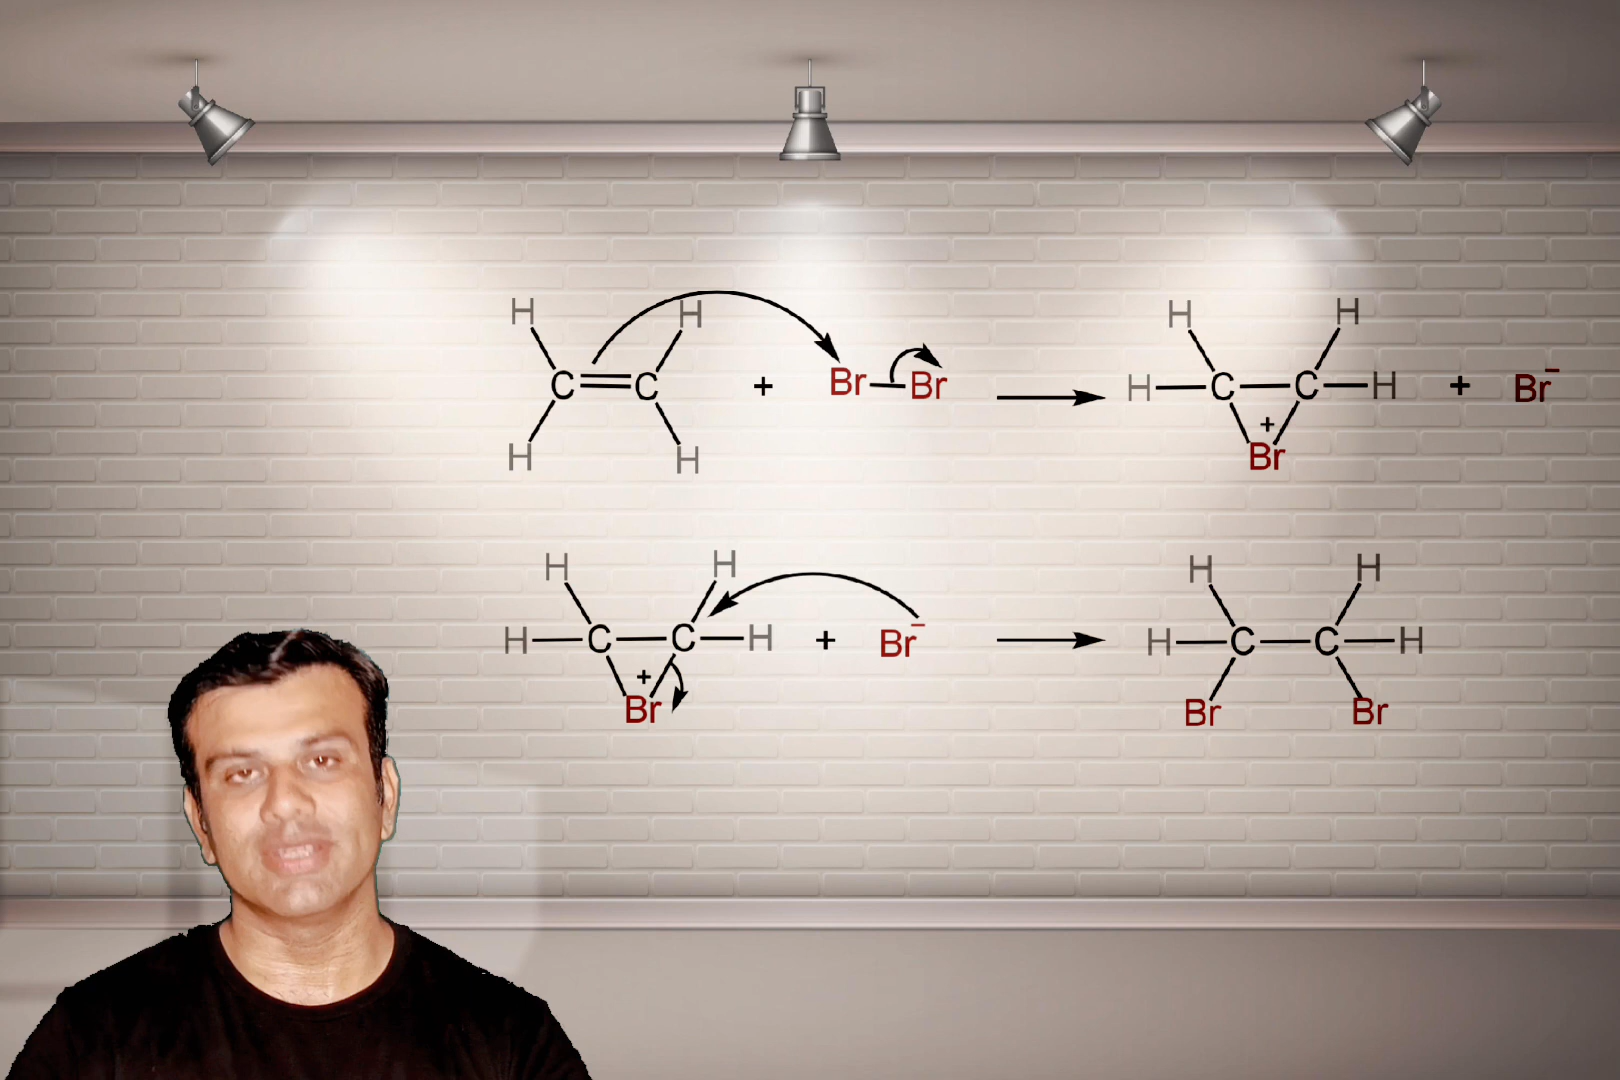 H H H H
C=C + Br—Br → H—C—C—H + Br⁻
H H + Br
H H H H
H—C—C—H + Br⁻ → H—C—C—H
+ Br Br Br